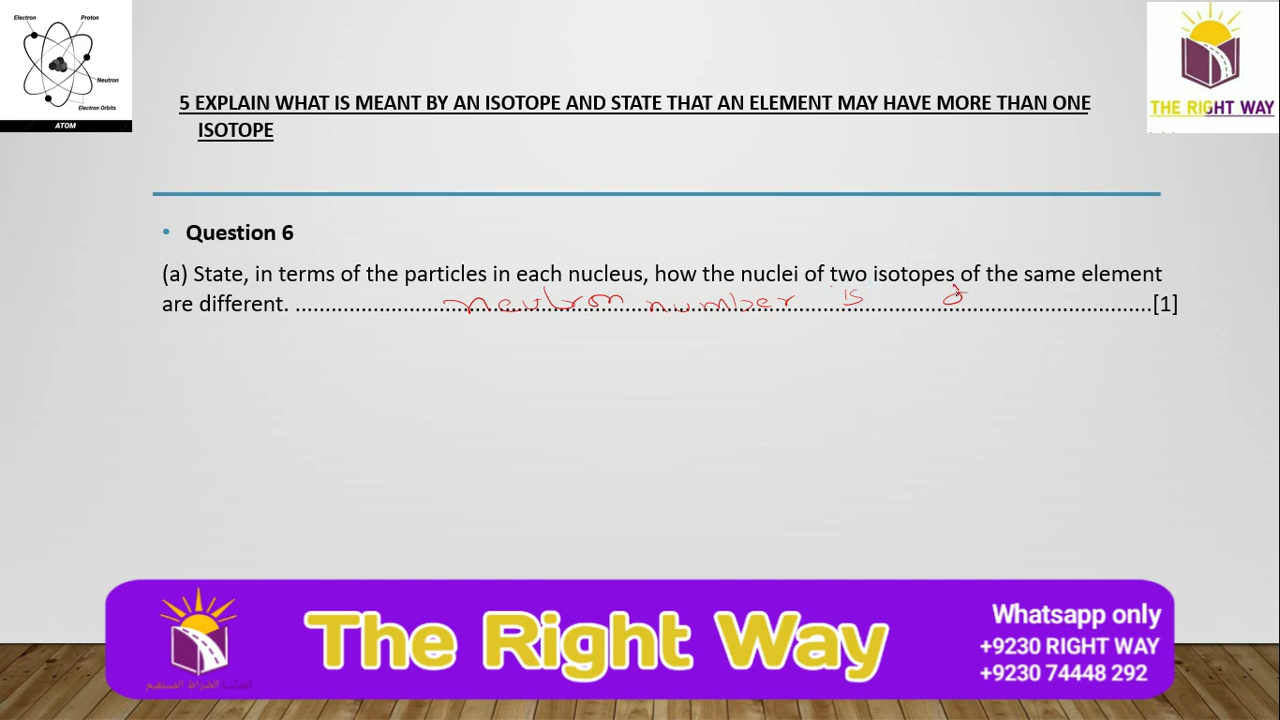 Electron
Proton
Neutron
Electron Orbits
ATOM
THE RIGHT WAY
5 EXPLAIN WHAT IS MEANT BY AN ISOTOPE AND STATE THAT AN ELEMENT MAY HAVE MORE THAN ONE
ISOTOPE
• Question 6
(a) State, in terms of the particles in each nucleus, how the nuclei of two isotopes of the same element
are different. ................................................................................[1]
neutron number is
The Right Way
Whatsapp only
+9230 RIGHT WAY
+9230 74448 292